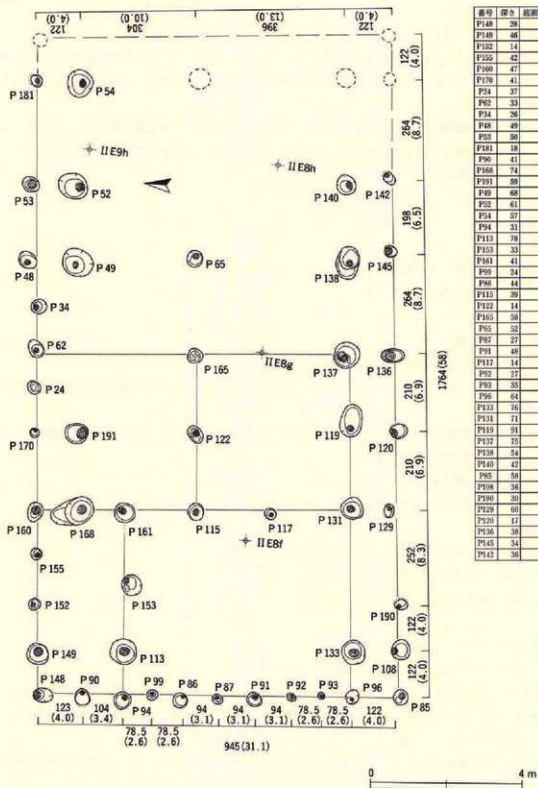 122 304 396 122
(4.0) (10.0) (13.0) (4.0)
122
(4.0)
P 181
P 54
264
(8.7)
II E9h
II E8h
P 53
P 52
P 140
P 142
198
(6.5)
P 48
P 49
P 65
P 138
P 145
P 34
264
(8.7)
P 62
P 165
II E8g
P 137
P 136
1764(58)
P 24
210
(6.9)
P 170
P 191
P 122
P 119
P 120
210
(6.9)
P 160
P 168
P 161
P 115
P 117
P 131
P 129
II E8f
P 155
252
(8.3)
P 153
P 152
P 190
122
(4.0)
P 149
P 113
P 133
P 108
122
(4.0)
P 148
P 90
P 94
P 99
P 86
P 87
P 91
P 92
P 93
P 96
P 85
123 104 78.5 78.5 94 94 94 94 78.5 78.5 122
(4.0) (3.4) (2.6) (2.6) (3.1) (3.1) (3.1) (3.1) (2.6) (2.6) (4.0)
945(31.1)
0 4 m
番号 深さ
P148 28
P149 46
P152 14
P155 42
P160 47
P170 41
P24 37
P62 33
P34 26
P48 49
P53 50
P181 18
P90 41
P168 74
P191 59
P49 68
P52 61
P54 57
P94 31
P113 78
P153 33
P161 41
P99 24
P86 44
P115 39
P122 14
P165 58
P65 52
P87 27
P91 48
P117 14
P92 27
P93 35
P96 64
P133 76
P131 71
P119 91
P137 75
P138 54
P140 42
P85 58
P108 36
P190 30
P129 60
P120 17
P136 38
P145 34
P142 36